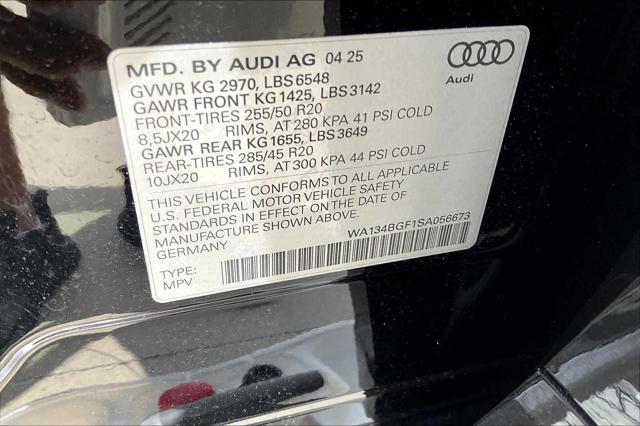 MFD. BY AUDI AG 04 25
GVWR KG 2970, LBS 6548
GAWR FRONT KG 1425, LBS 3142
FRONT-TIRES 255/50 R20
8,5JX20 RIMS, AT 280 KPA 41 PSI COLD
GAWR REAR KG 1655, LBS 3649
REAR-TIRES 285/45 R20
10JX20 RIMS, AT 300 KPA 44 PSI COLD
THIS VEHICLE CONFORMS TO ALL APPLICABLE
U.S. FEDERAL MOTOR VEHICLE SAFETY
STANDARDS IN EFFECT ON THE DATE OF
MANUFACTURE SHOWN ABOVE.
GERMANY
WA134BGF1SA056673
TYPE:
MPV
Audi